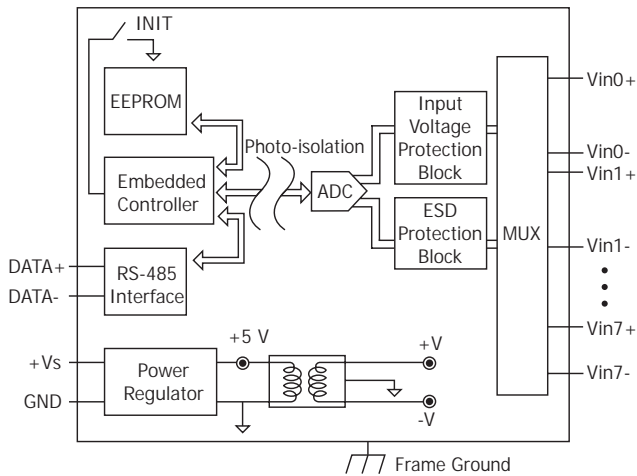 INIT
EEPROM
Photo-isolation
Embedded
Controller
ADC
Input
Voltage
Protection
Block
ESD
Protection
Block
MUX
Vin0+
Vin0-
Vin1+
Vin1-
Vin7+
Vin7-
DATA+
DATA-
RS-485
Interface
+Vs
GND
Power
Regulator
+5 V
+V
-V
Frame Ground